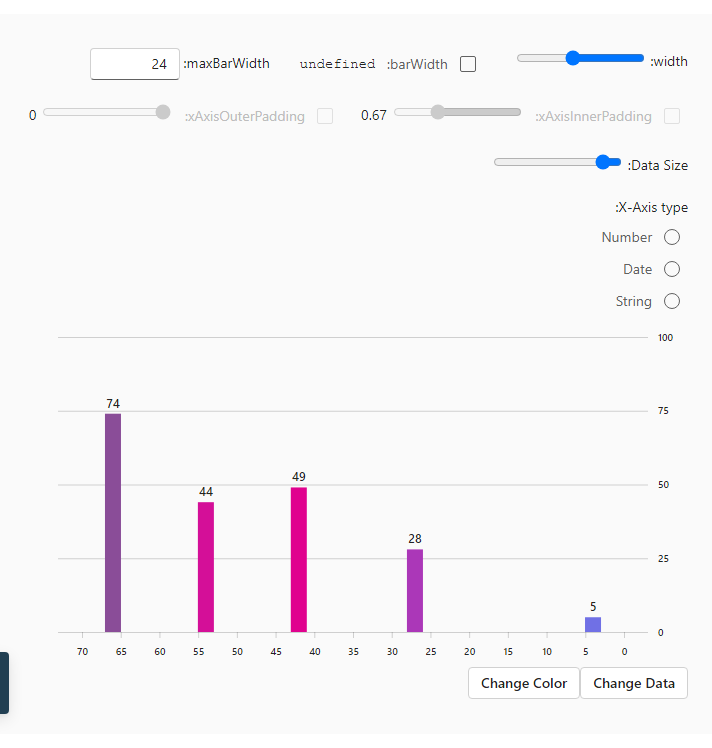 width:
barWidth: undefined
maxBarWidth: 24
xAxisInnerPadding: 0.67
xAxisOuterPadding: 0
Data Size:
X-Axis type:
Number
Date
String
100
75
50
25
0
74
44
49
28
5
70 65 60 55 50 45 40 35 30 25 20 15 10 5 0
Change Color Change Data